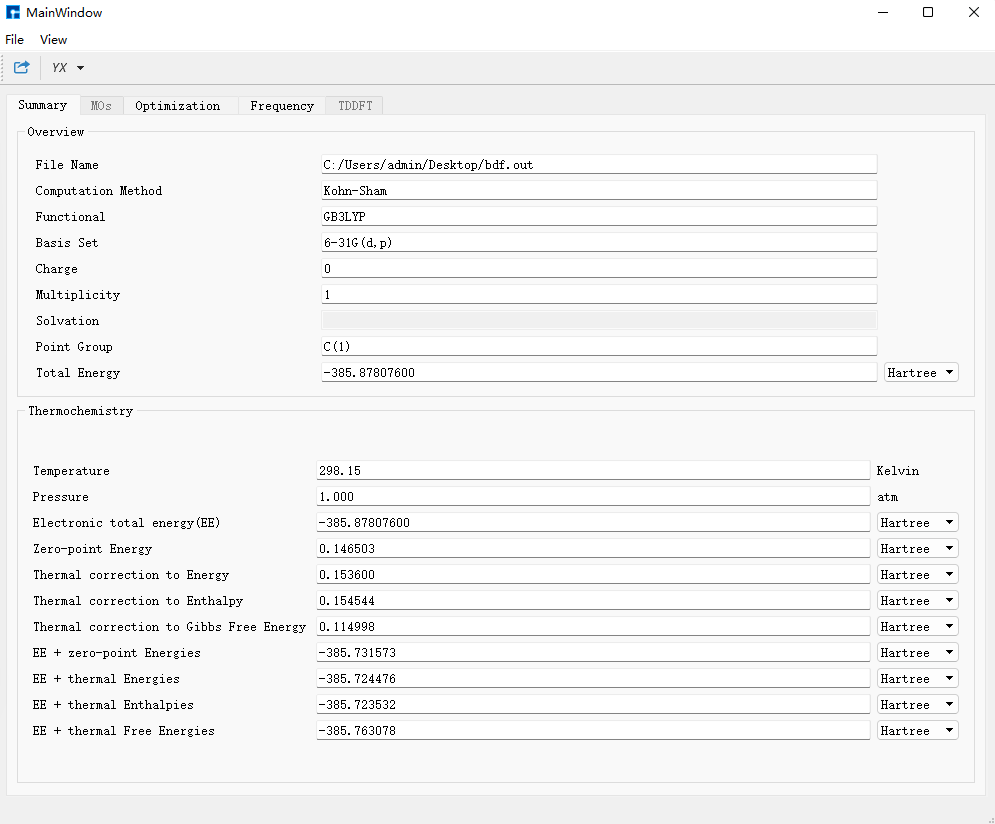 MainWindow
File View
YX
Summary MOs Optimization Frequency TDDFT
Overview
File Name C:/Users/admin/Desktop/bdf.out
Computation Method Kohn-Sham
Functional GB3LYP
Basis Set 6-31G(d,p)
Charge 0
Multiplicity 1
Solvation
Point Group C(1)
Total Energy -385.87807600 Hartree
Thermochemistry
Temperature 298.15 Kelvin
Pressure 1.000 atm
Electronic total energy(EE) -385.87807600 Hartree
Zero-point Energy 0.146503 Hartree
Thermal correction to Energy 0.153600 Hartree
Thermal correction to Enthalpy 0.154544 Hartree
Thermal correction to Gibbs Free Energy 0.114998 Hartree
EE + zero-point Energies -385.731573 Hartree
EE + thermal Energies -385.724476 Hartree
EE + thermal Enthalpies -385.723532 Hartree
EE + thermal Free Energies -385.763078 Hartree